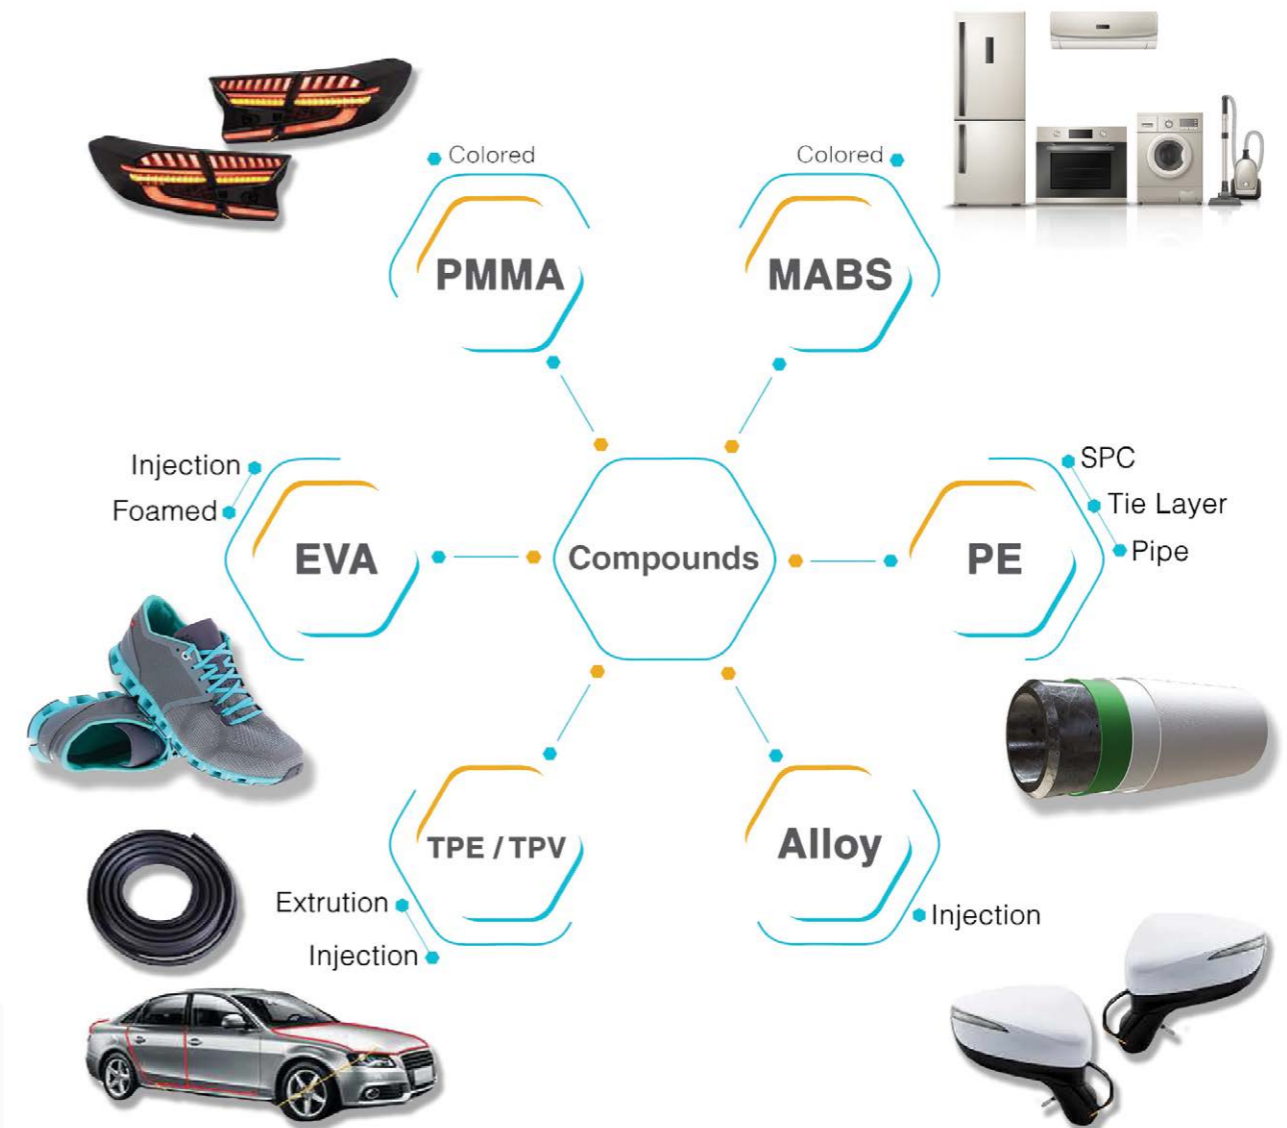 Colored
PMMA
Colored
MABS
Injection
Foamed
EVA
Compounds
SPC
Tie Layer
Pipe
PE
TPE / TPV
Extrution
Injection
Alloy
Injection